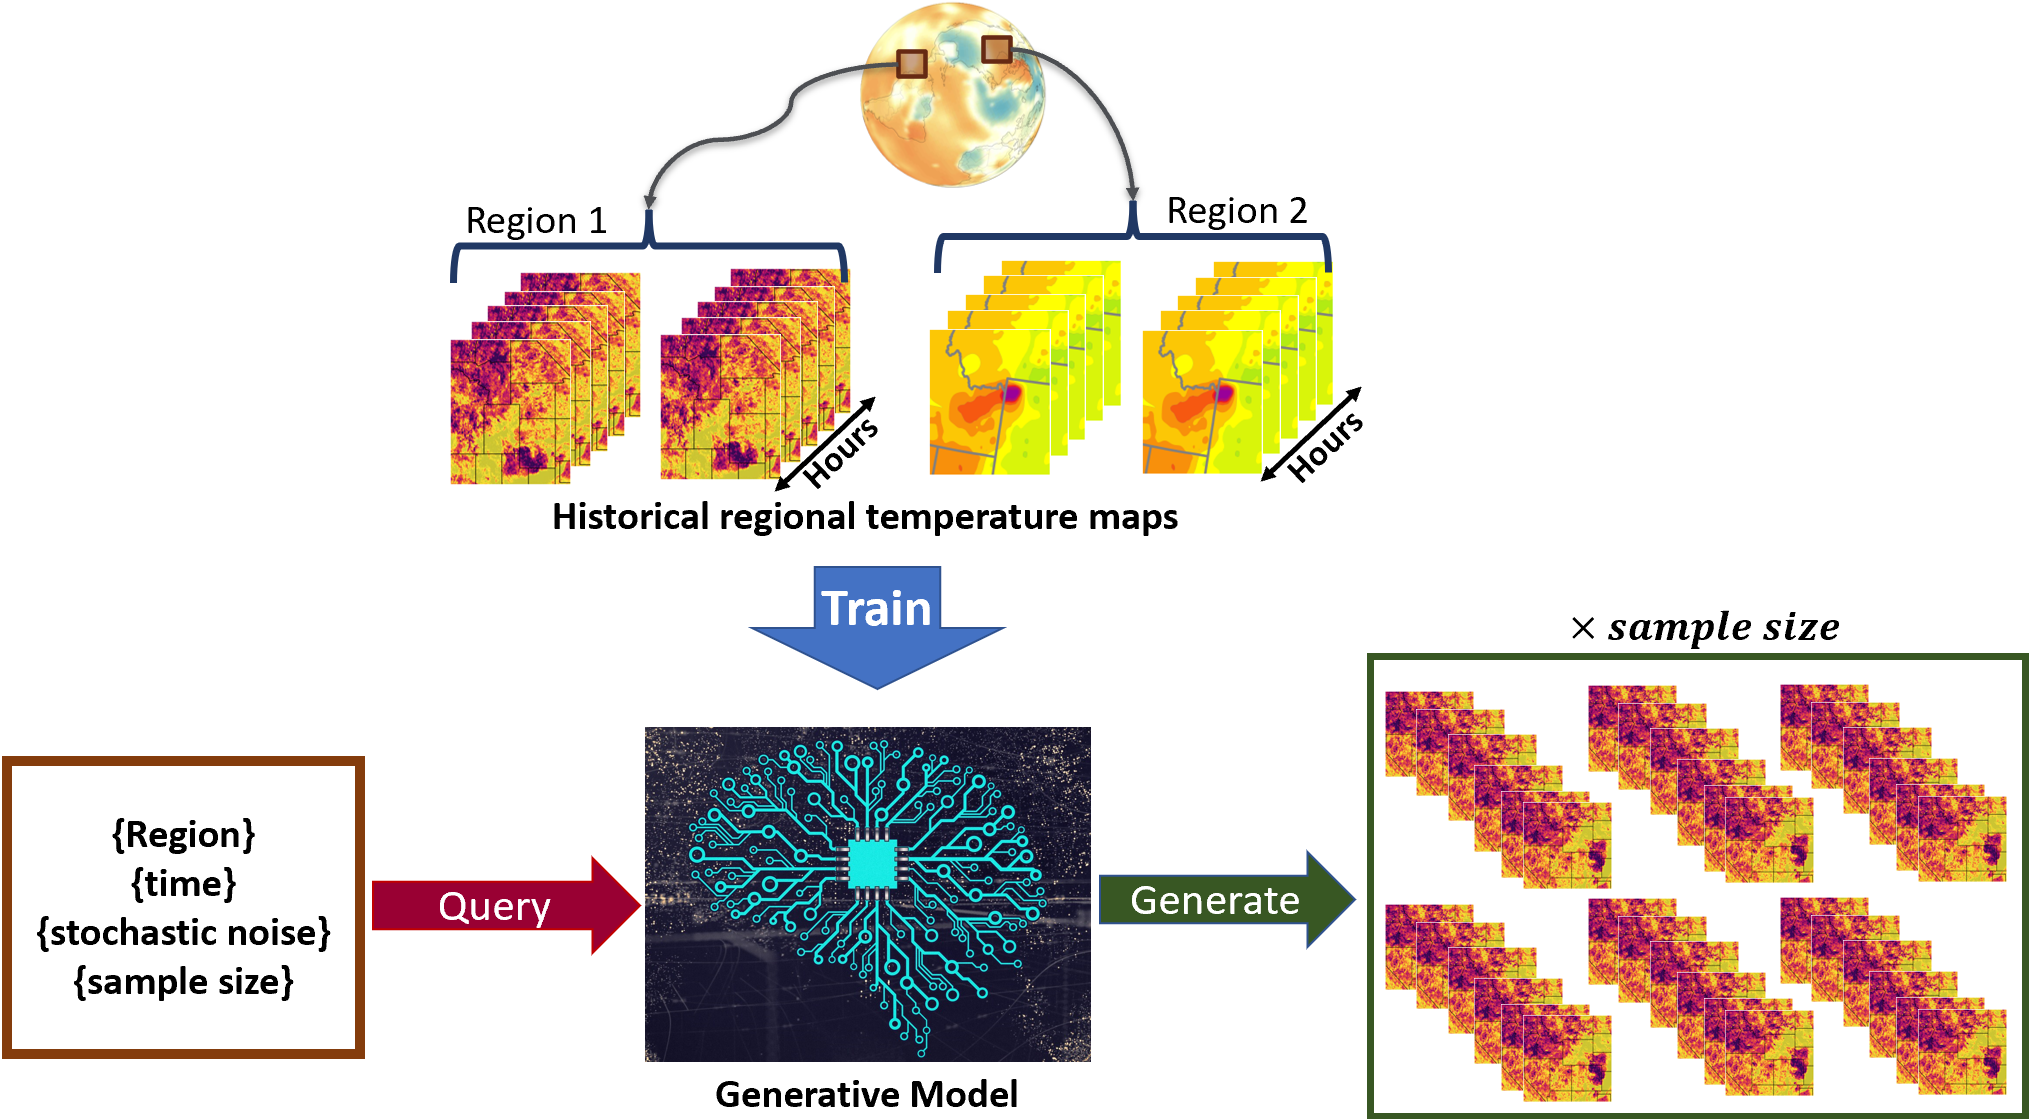 Region 1
Region 2
Hours
Hours
Historical regional temperature maps
Train
× sample size
{Region}
{time}
{stochastic noise}
{sample size}
Query
Generate
Generative Model